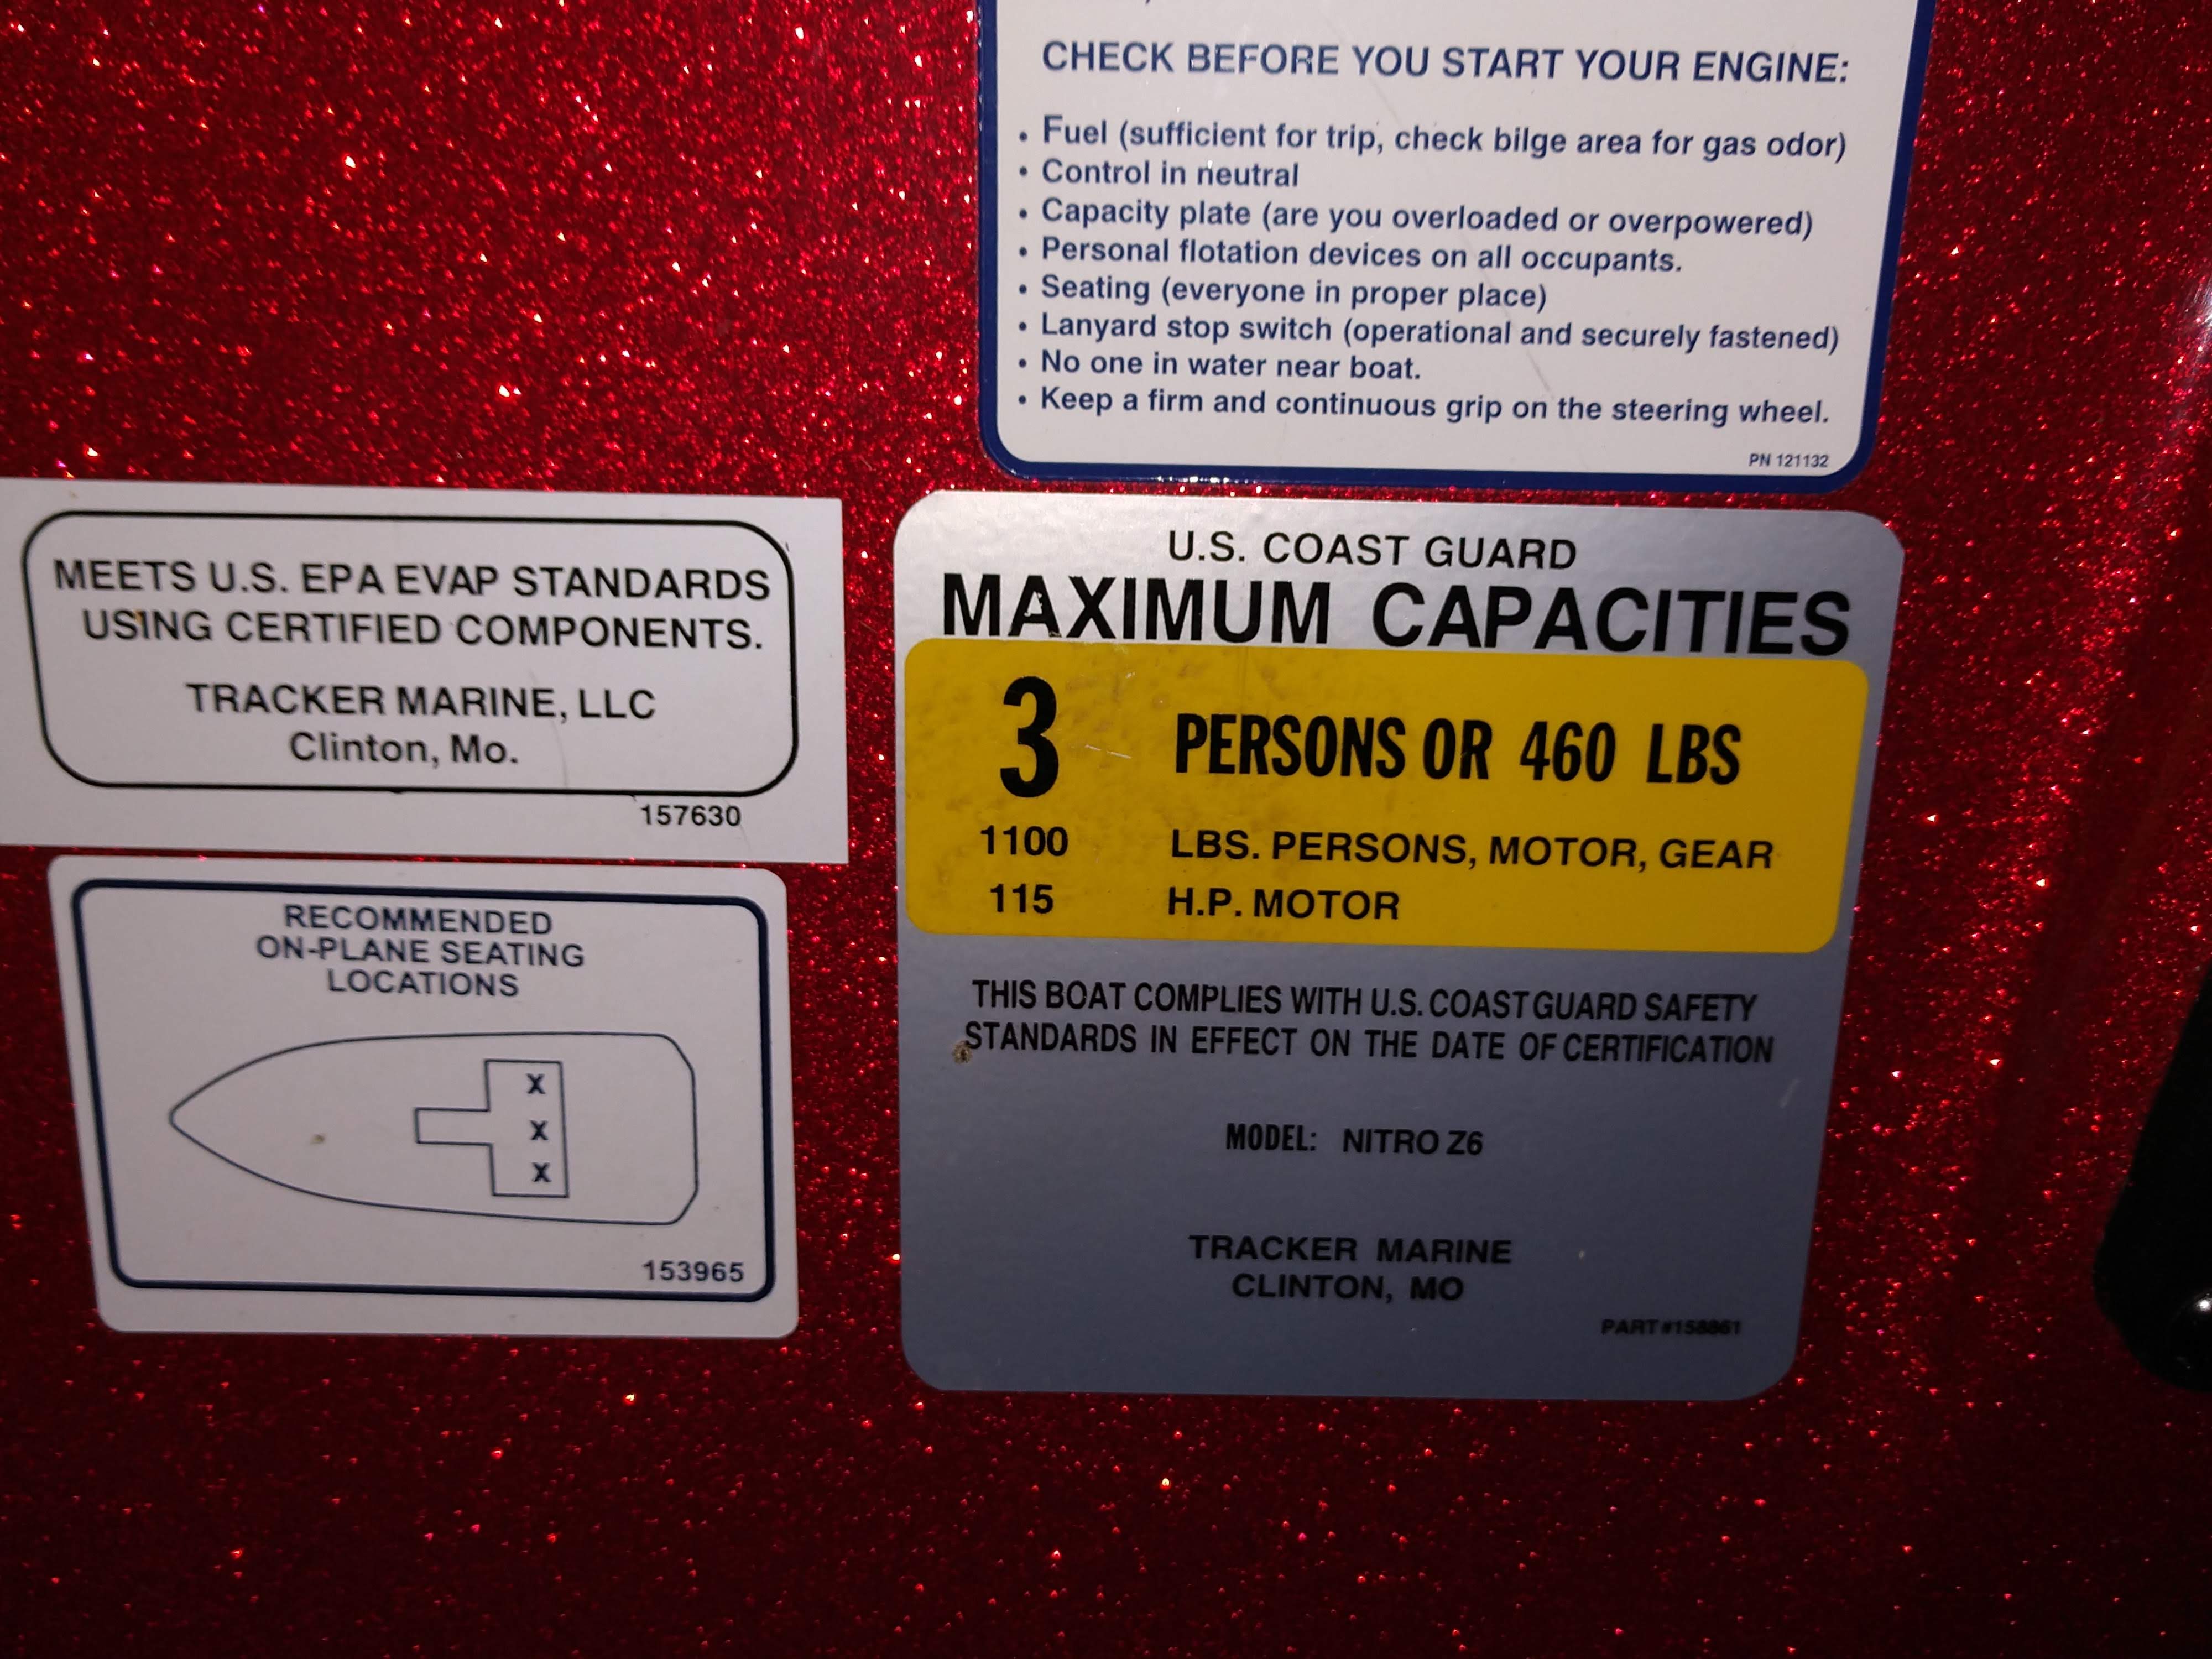 CHECK BEFORE YOU START YOUR ENGINE:
• Fuel (sufficient for trip, check bilge area for gas odor)
• Control in neutral
• Capacity plate (are you overloaded or overpowered)
• Personal flotation devices on all occupants.
• Seating (everyone in proper place)
• Lanyard stop switch (operational and securely fastened)
• No one in water near boat.
• Keep a firm and continuous grip on the steering wheel.
PN 121132
MEETS U.S. EPA EVAP STANDARDS
USING CERTIFIED COMPONENTS.
TRACKER MARINE, LLC
Clinton, Mo.
157630
RECOMMENDED
ON-PLANE SEATING
LOCATIONS
X
X
X
153965
U.S. COAST GUARD
MAXIMUM CAPACITIES
3 PERSONS OR 460 LBS
1100 LBS. PERSONS, MOTOR, GEAR
115 H.P. MOTOR
THIS BOAT COMPLIES WITH U.S. COAST GUARD SAFETY
STANDARDS IN EFFECT ON THE DATE OF CERTIFICATION
MODEL: NITRO Z6
TRACKER MARINE
CLINTON, MO
PART#158861